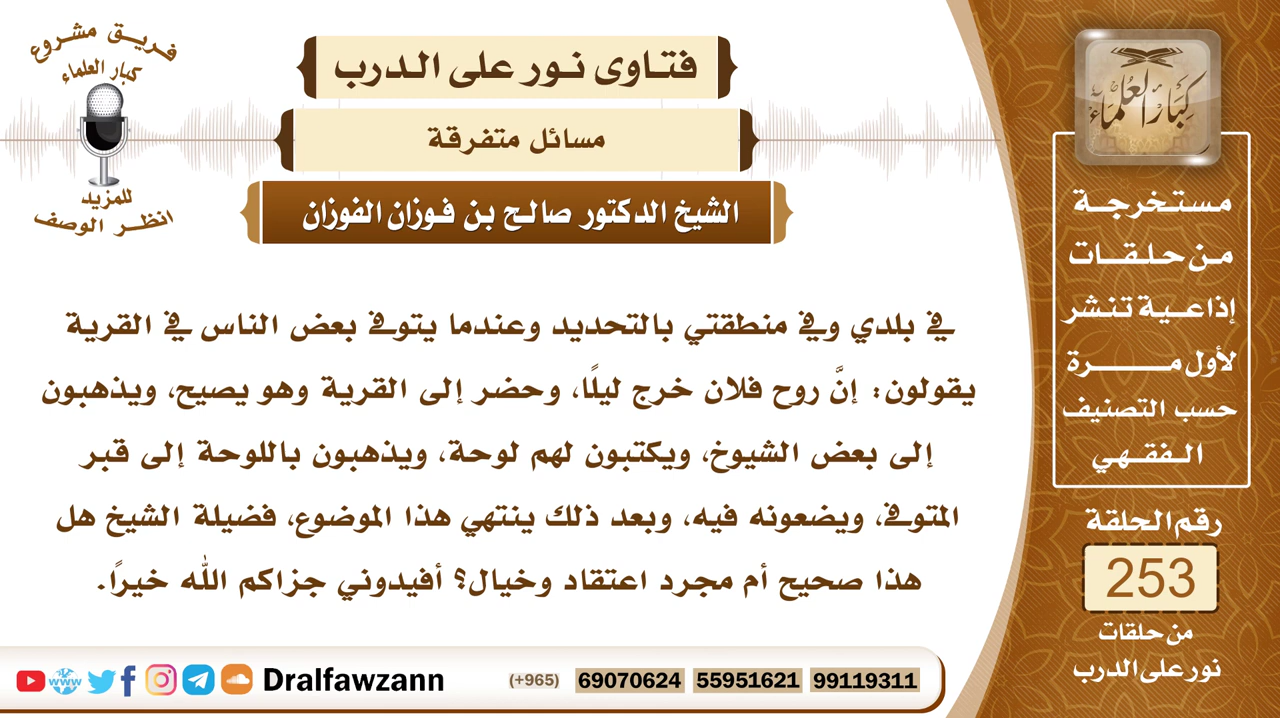 فريق مشروع
كبار العلماء
للمزيد
انظر الوصف
فتاوى نور على الدرب
مسائل متفرقة
الشيخ الدكتور صالح بن فوزان الفوزان
في بلدي وفي منطقتي بالتحديد وعندما يتوفى بعض الناس في القرية
يقولون: إنَّ روح فلان خرج ليلًا، وحضر إلى القرية وهو يصيح، ويذهبون
إلى بعض الشيوخ، ويكتبون لهم لوحة، ويذهبون باللوحة إلى قبر
المتوفى، ويضعونه فيه، وبعد ذلك ينتهي هذا الموضوع، فضيلة الشيخ هل
هذا صحيح أم مجرد اعتقاد وخيال؟ أفيدوني جزاكم الله خيرًا.
كِبَارُ العُلَمَاءِ
مستخرجة
من حلقات
إذاعية تنشر
لأول مرة
حسب التصنيف
الفقهي
رقم الحلقة
253
من حلقات
نور على الدرب
www Dralfawzann (+965) 69070624 55951621 99119311